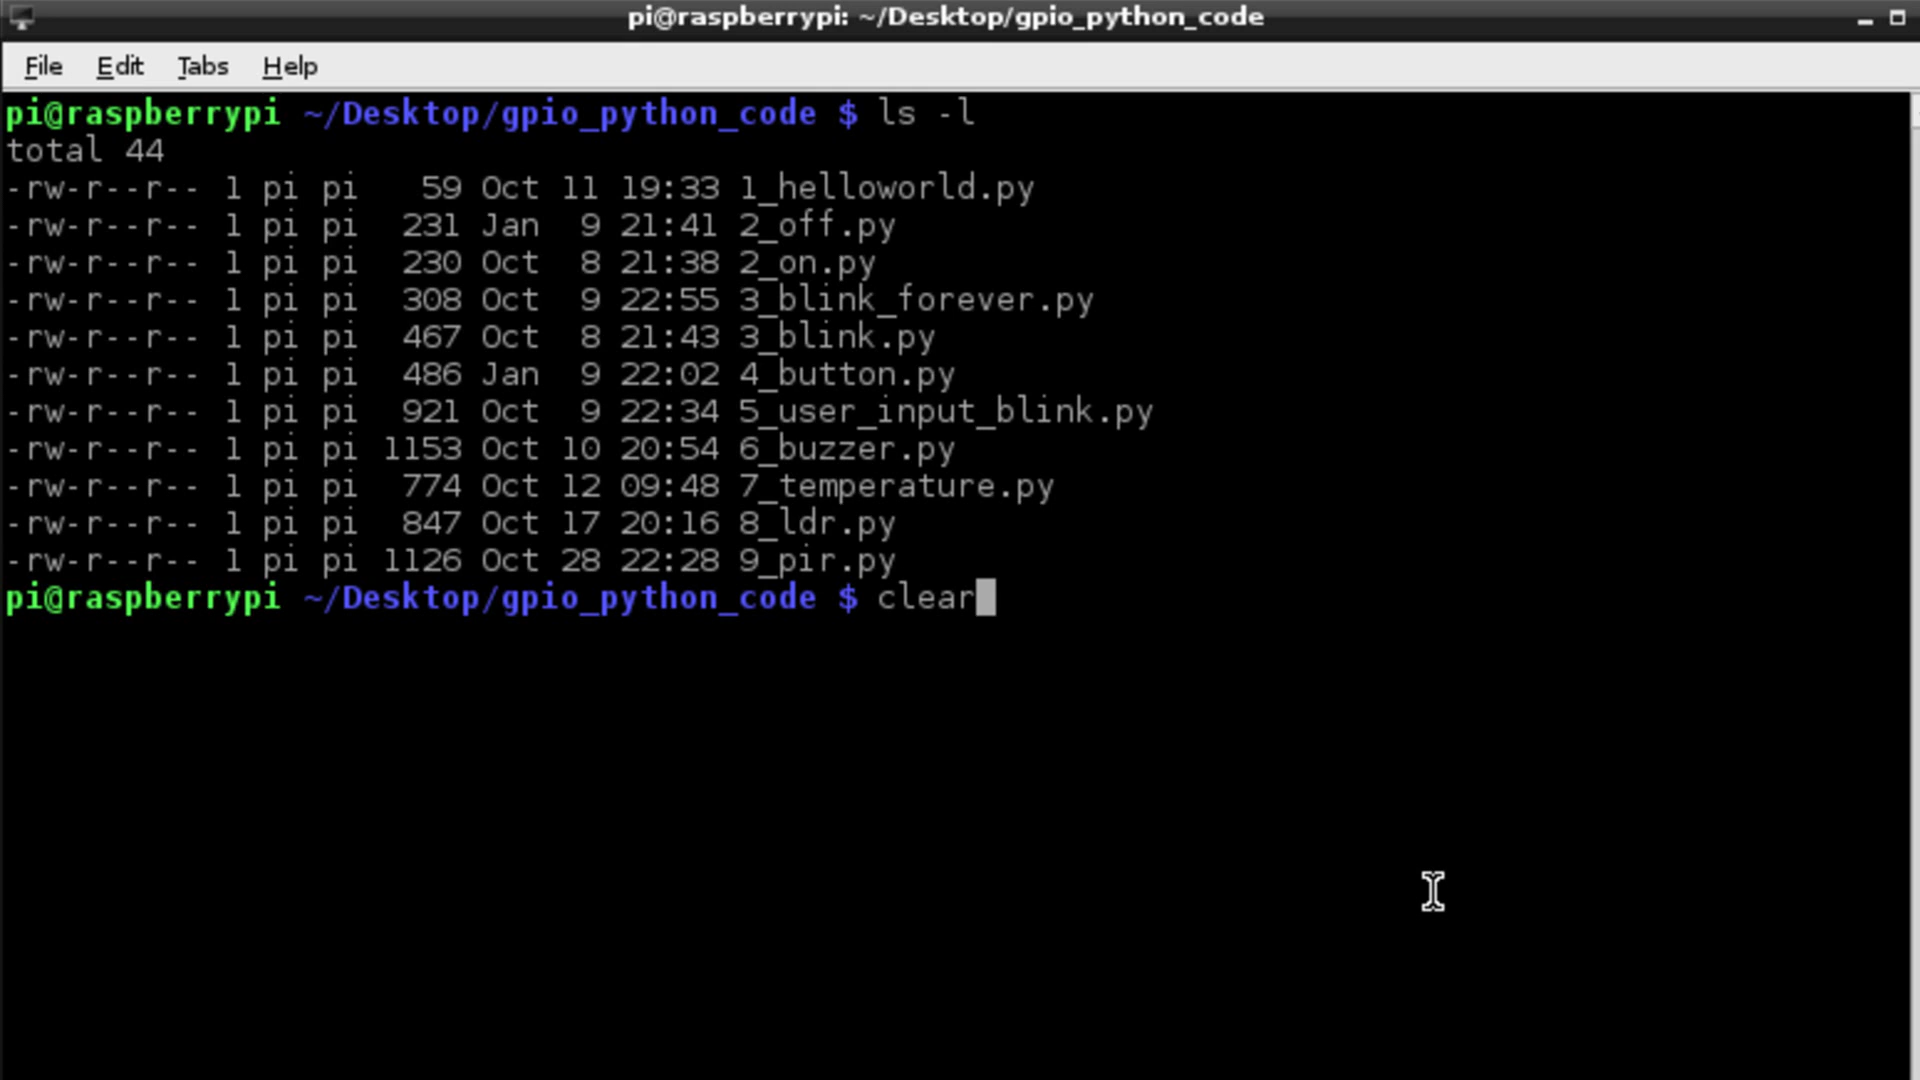 pi@raspberrypi: ~/Desktop/gpio_python_code
File Edit Tabs Help
pi@raspberrypi ~/Desktop/gpio_python_code $ ls -l
total 44
-rw-r--r-- 1 pi pi   59 Oct 11 19:33 1_helloworld.py
-rw-r--r-- 1 pi pi  231 Jan  9 21:41 2_off.py
-rw-r--r-- 1 pi pi  230 Oct  8 21:38 2_on.py
-rw-r--r-- 1 pi pi  308 Oct  9 22:55 3_blink_forever.py
-rw-r--r-- 1 pi pi  467 Oct  8 21:43 3_blink.py
-rw-r--r-- 1 pi pi  486 Jan  9 22:02 4_button.py
-rw-r--r-- 1 pi pi  921 Oct  9 22:34 5_user_input_blink.py
-rw-r--r-- 1 pi pi 1153 Oct 10 20:54 6_buzzer.py
-rw-r--r-- 1 pi pi  774 Oct 12 09:48 7_temperature.py
-rw-r--r-- 1 pi pi  847 Oct 17 20:16 8_ldr.py
-rw-r--r-- 1 pi pi 1126 Oct 28 22:28 9_pir.py
pi@raspberrypi ~/Desktop/gpio_python_code $ clear